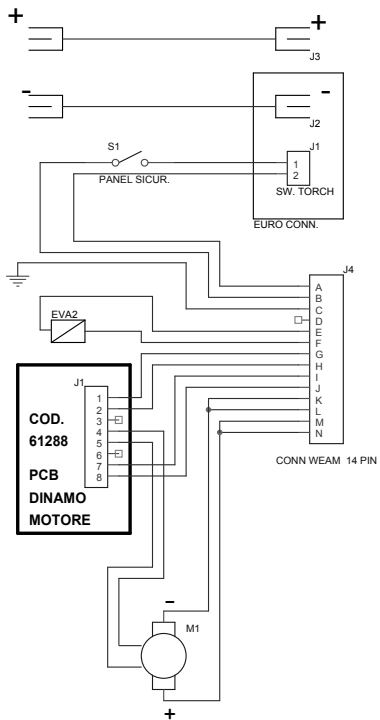 + +
J3
- -
J2
S1
J1
1
2
PANEL SICUR.
SW. TORCH
EURO CONN.
J4
A
B
C
D
E
F
G
H
I
J
K
L
M
N
CONN WEAM 14 PIN
EVA2
J1
1
2
3
4
5
6
7
8
COD.
61288
PCB
DINAMO
MOTORE
–
M1
+